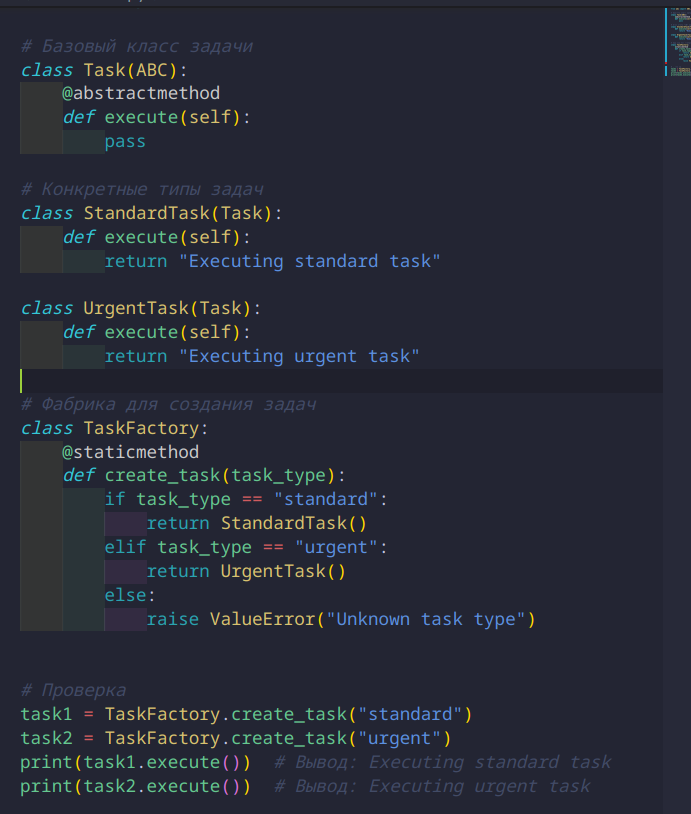 # Базовый класс задачи
class Task(ABC):
    @abstractmethod
    def execute(self):
        pass

# Конкретные типы задач
class StandardTask(Task):
    def execute(self):
        return "Executing standard task"

class UrgentTask(Task):
    def execute(self):
        return "Executing urgent task"

# Фабрика для создания задач
class TaskFactory:
    @staticmethod
    def create_task(task_type):
        if task_type == "standard":
            return StandardTask()
        elif task_type == "urgent":
            return UrgentTask()
        else:
            raise ValueError("Unknown task type")

# Проверка
task1 = TaskFactory.create_task("standard")
task2 = TaskFactory.create_task("urgent")
print(task1.execute())  # Вывод: Executing standard task
print(task2.execute())  # Вывод: Executing urgent task